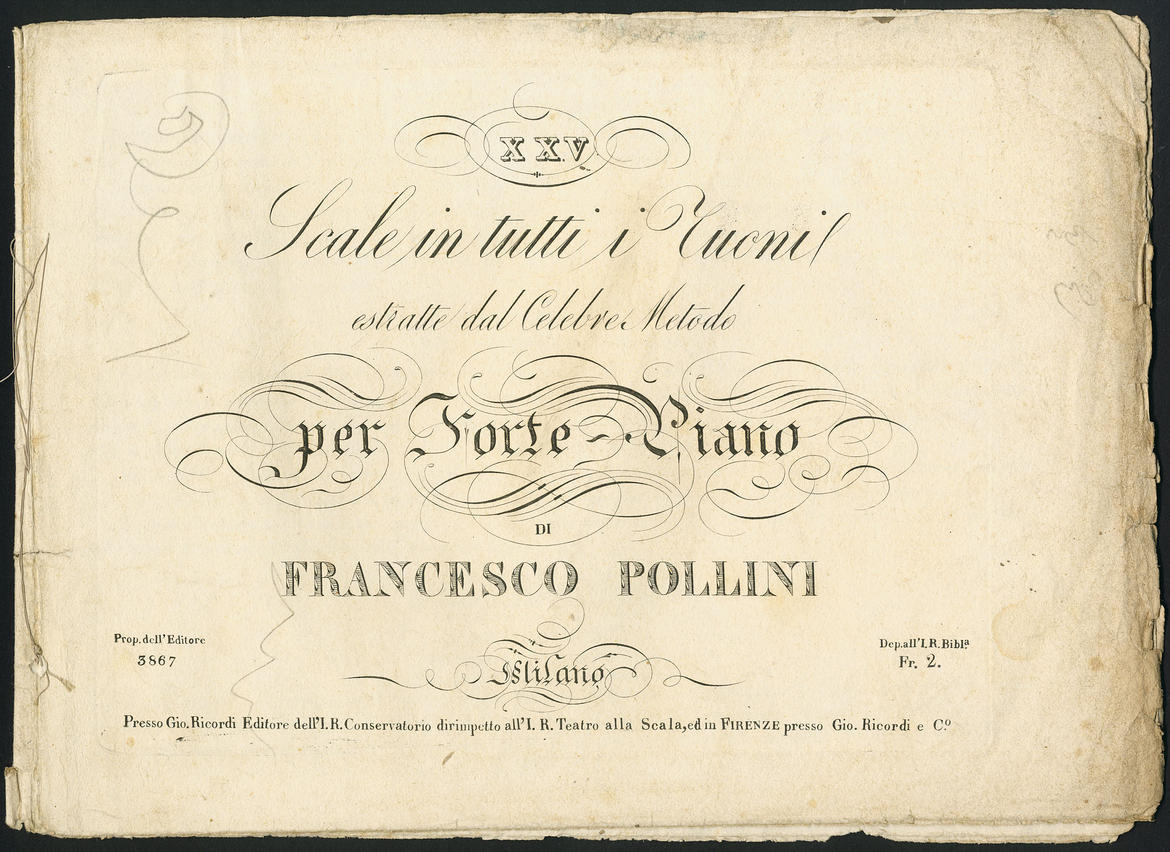 XXV
Scale in tutti i Tuoni
estratte dal Celebre Metodo
per Forte-Piano
DI
FRANCESCO POLLINI
Prop. dell' Editore
3867
Dep. all' I. R. Bibl.ª
Fr. 2.
Milano
Presso Gio. Ricordi Editore dell' I. R. Conservatorio dirimpetto all' I. R. Teatro alla Scala, ed in FIRENZE presso Gio. Ricordi e C.º